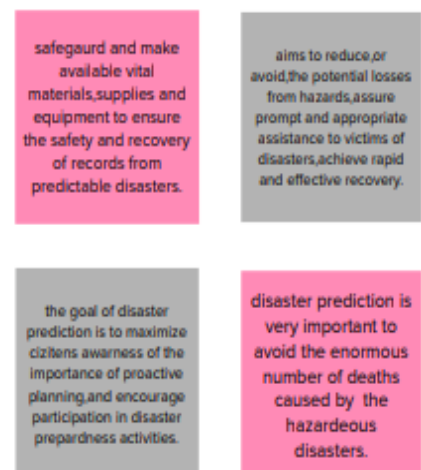 safegaurd and make
available vital
materials,supplies and
equipment to ensure
the safety and recovery
of records from
predictable disasters.
aims to reduce,or
avoid,the potential losses
from hazards,assure
prompt and appropriate
assistance to victims of
disasters,achieve rapid
and effective recovery.
the goal of disaster
prediction is to maximize
cizitens awarness of the
importance of proactive
planning,and encourage
participation in disaster
prepardness activities.
disaster prediction is
very important to
avoid the enormous
number of deaths
caused by the
hazardeous
disasters.